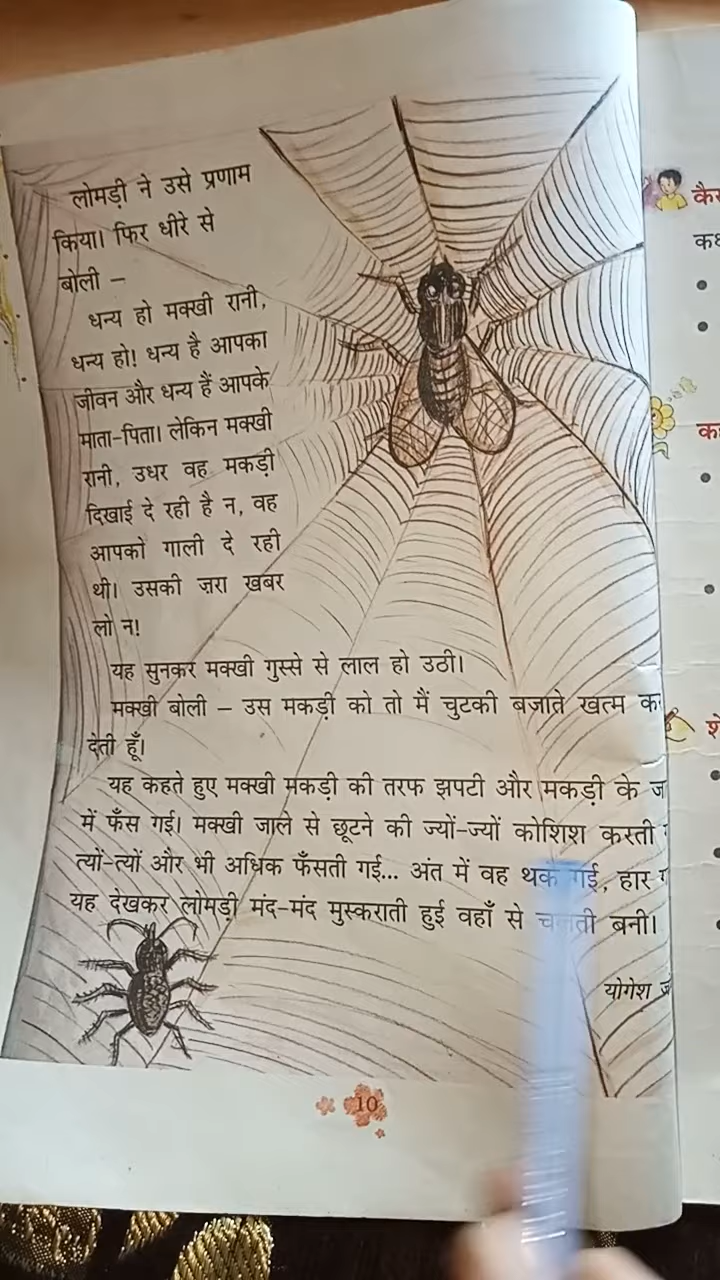 लोमड़ी ने उसे प्रणाम
किया। फिर धीरे से
बोली –
धन्य हो मक्खी रानी,
धन्य हो! धन्य है आपका
जीवन और धन्य हैं आपके
माता-पिता। लेकिन मक्खी
रानी, उधर वह मकड़ी
दिखाई दे रही है न, वह
आपको गाली दे रही
थी। उसकी ज़रा खबर
लो न!
यह सुनकर मक्खी गुस्से से लाल हो उठी।
मक्खी बोली – उस मकड़ी को तो मैं चुटकी बजाते खत्म
देती हूँ।
यह कहते हुए मक्खी मकड़ी की तरफ झपटी और मकड़ी के
में फँस गई। मक्खी जाले से छूटने की ज्यों-ज्यों कोशिश करती
त्यों-त्यों और भी अधिक फँसती गई... अंत में वह थक गई, हार
यह देखकर लोमड़ी मंद-मंद मुस्कराती हुई वहाँ से चलती बनी।
योगेश
10